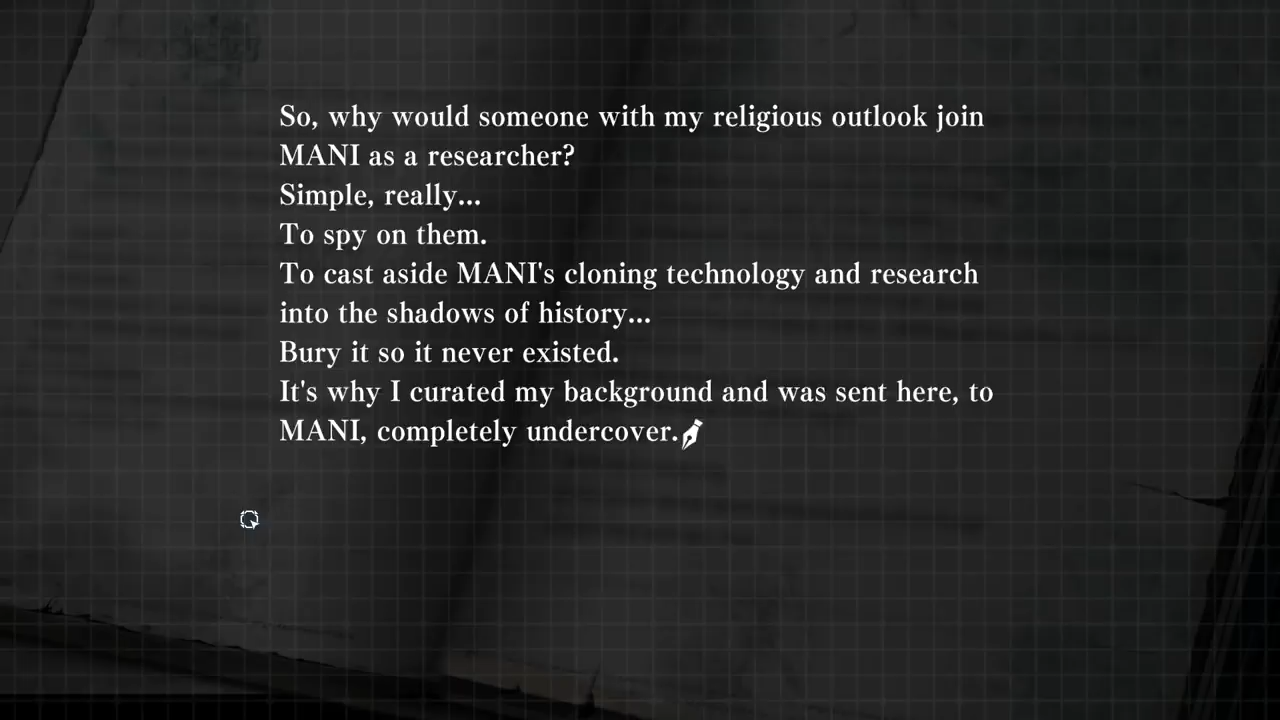 So, why would someone with my religious outlook join
MANI as a researcher?
Simple, really...
To spy on them.
To cast aside MANI's cloning technology and research
into the shadows of history...
Bury it so it never existed.
It's why I curated my background and was sent here, to
MANI, completely undercover.